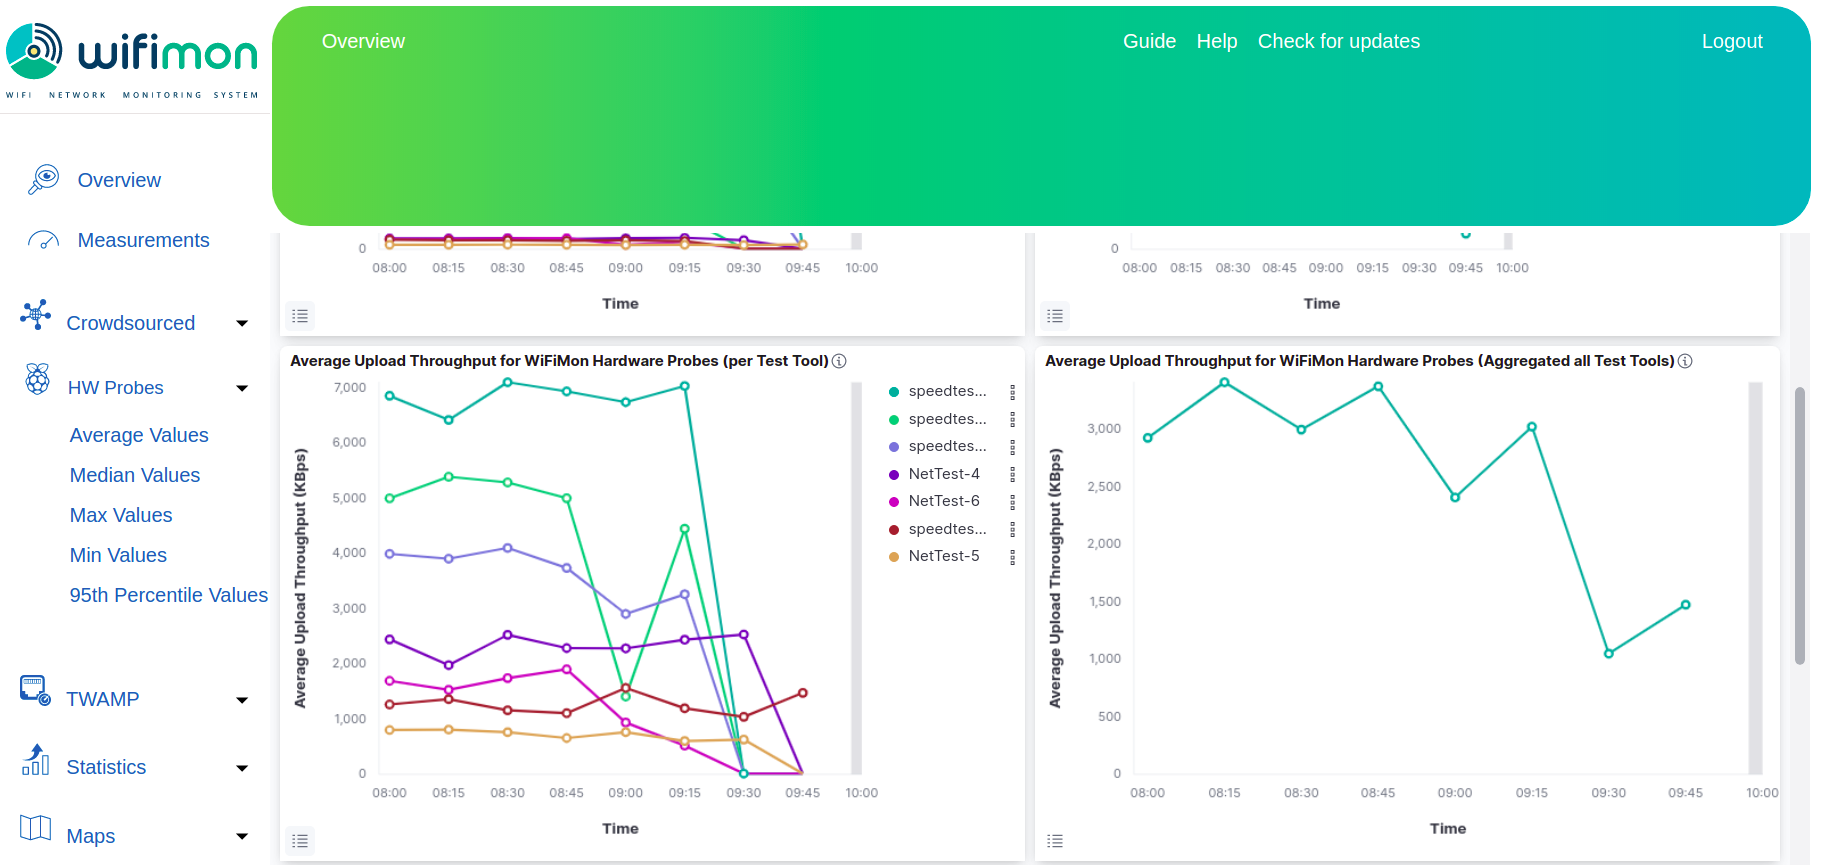 wifimon
WIFI NETWORK MONITORING SYSTEM
Overview
Guide
Help
Check for updates
Logout
Overview
Measurements
Crowdsourced
HW Probes
Average Values
Median Values
Max Values
Min Values
95th Percentile Values
TWAMP
Statistics
Maps
0
08:00 08:15 08:30 08:45 09:00 09:15 09:30 09:45 10:00
Time
0
08:00 08:15 08:30 08:45 09:00 09:15 09:30 09:45 10:00
Time
Average Upload Throughput for WiFiMon Hardware Probes (per Test Tool)
Average Upload Throughput (KBps)
7,000
6,000
5,000
4,000
3,000
2,000
1,000
0
08:00 08:15 08:30 08:45 09:00 09:15 09:30 09:45 10:00
Time
speedtes...
speedtes...
speedtes...
NetTest-4
NetTest-6
speedtes...
NetTest-5
Average Upload Throughput for WiFiMon Hardware Probes (Aggregated all Test Tools)
Average Upload Throughput (KBps)
3,000
2,500
2,000
1,500
1,000
500
0
08:00 08:15 08:30 08:45 09:00 09:15 09:30 09:45 10:00
Time